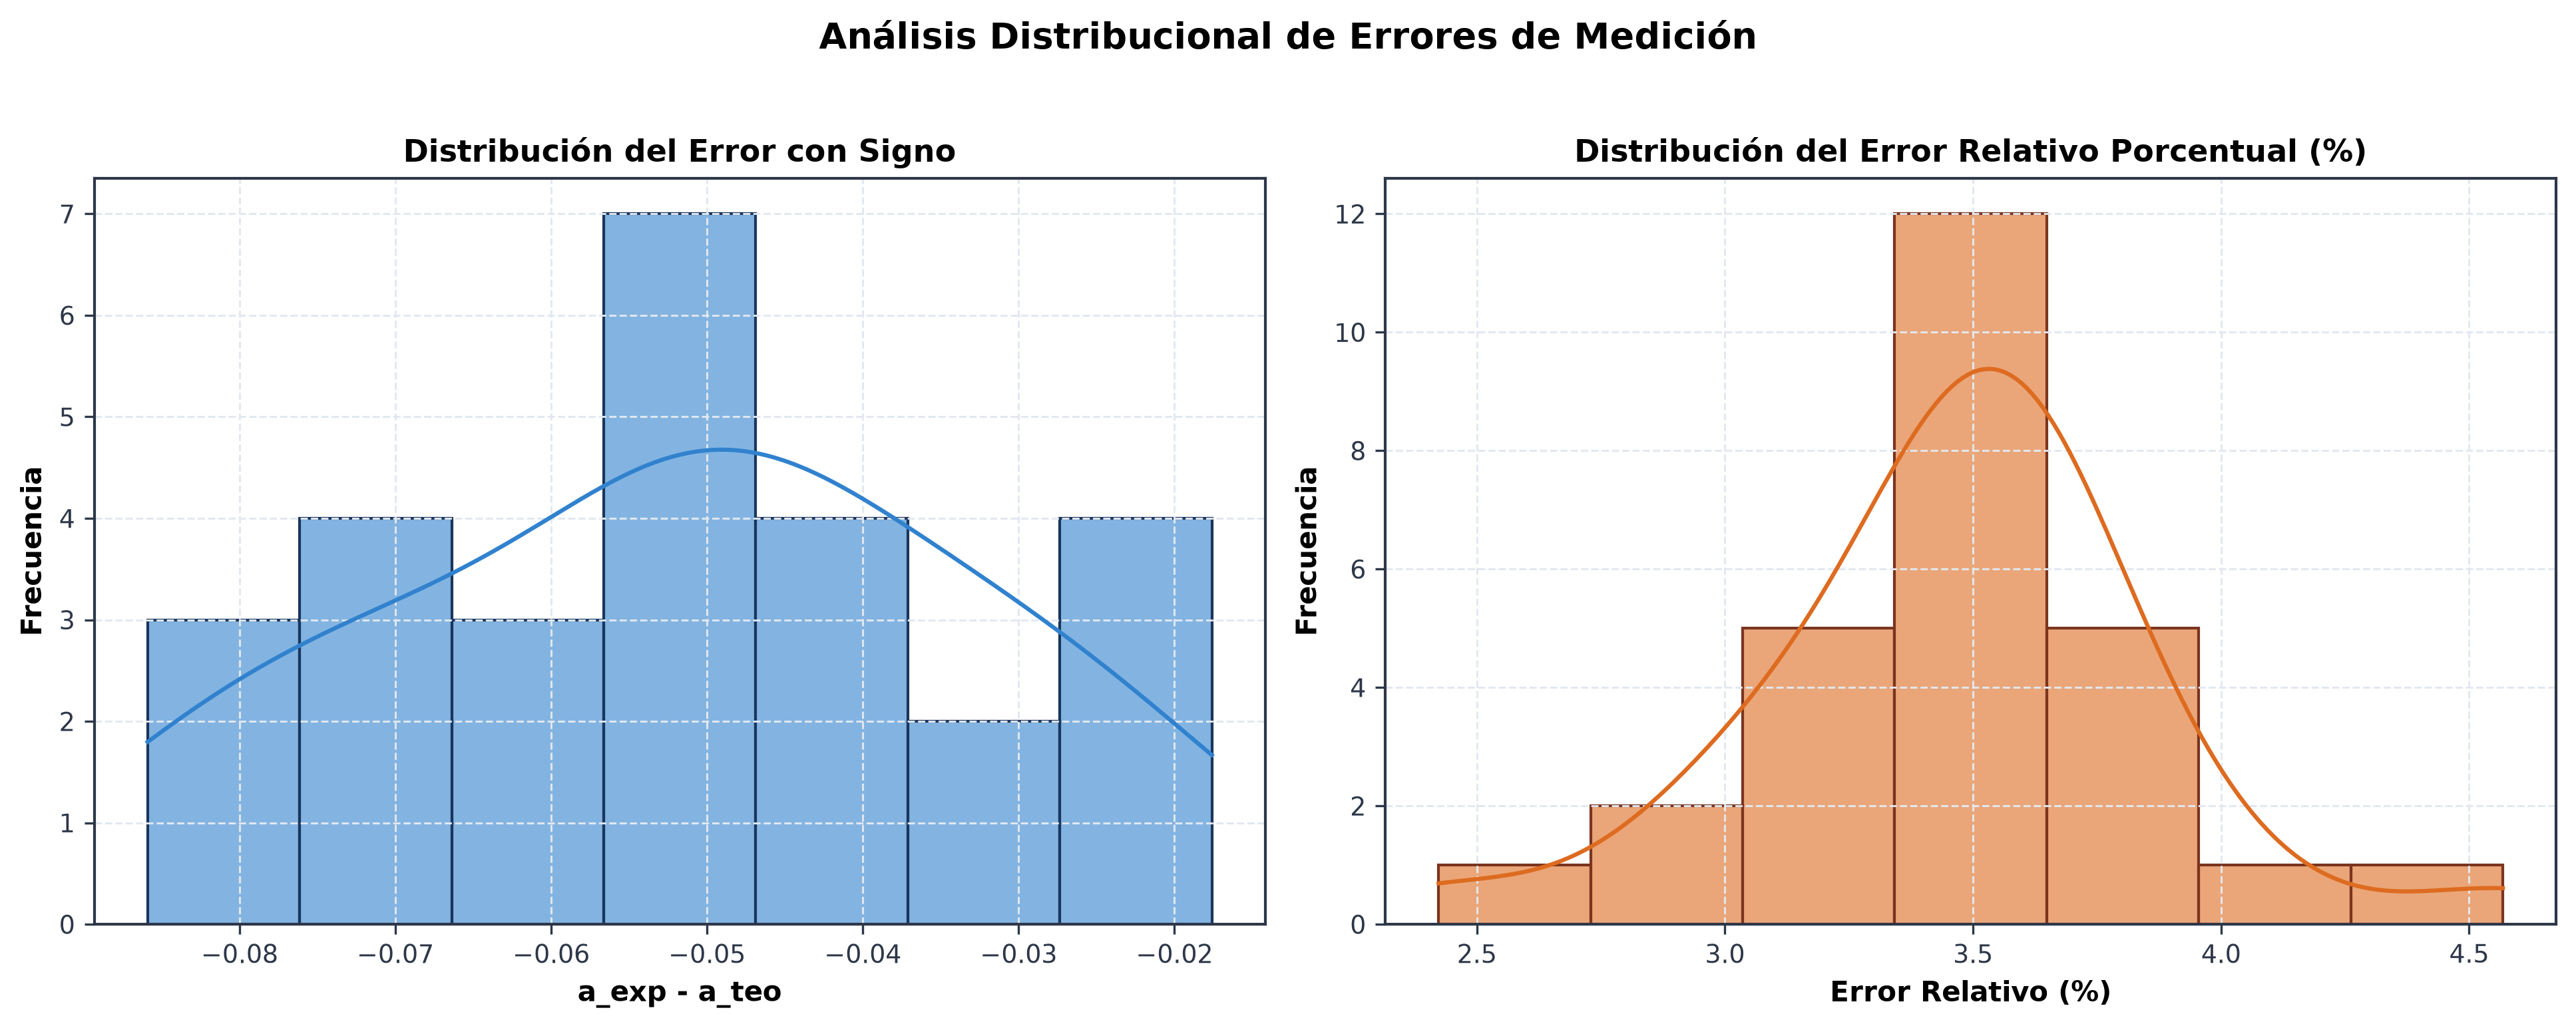 Análisis Distribucional de Errores de Medición
Distribución del Error con Signo
Frecuencia
7
6
5
4
3
2
1
0
−0.08 −0.07 −0.06 −0.05 −0.04 −0.03 −0.02
a_exp - a_teo
Distribución del Error Relativo Porcentual (%)
Frecuencia
12
10
8
6
4
2
0
2.5 3.0 3.5 4.0 4.5
Error Relativo (%)